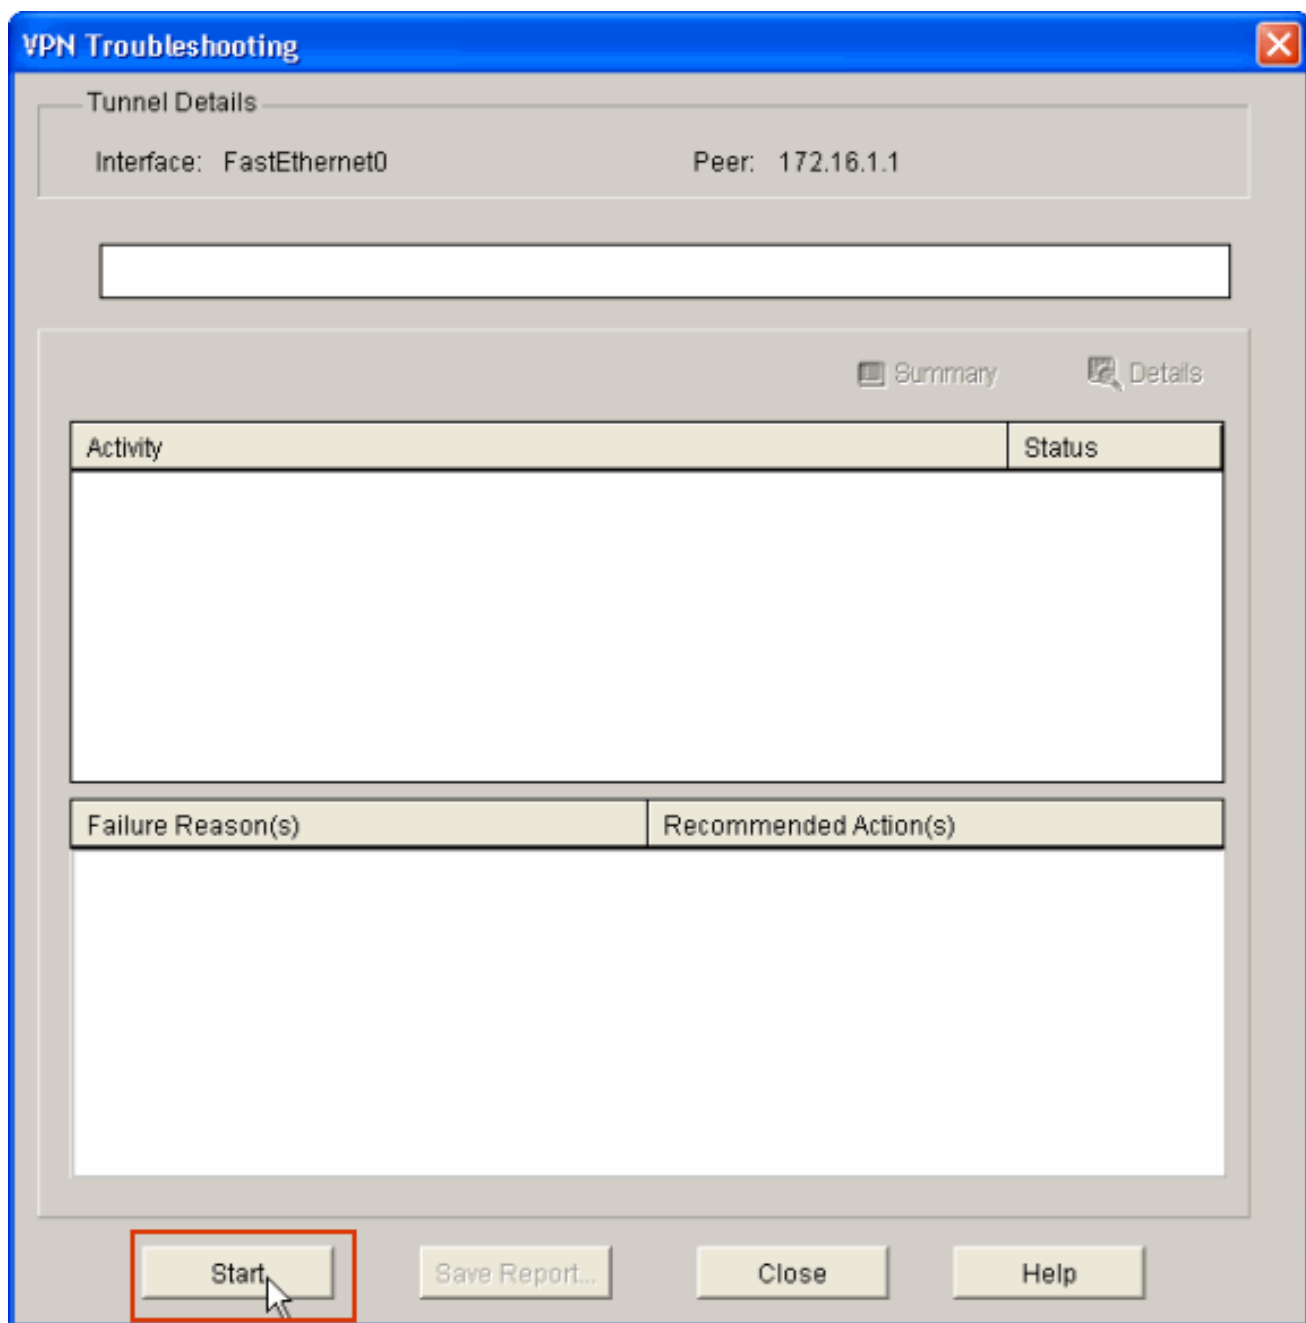 VPN Troubleshooting
Tunnel Details
Interface: FastEthernet0 Peer: 172.16.1.1
Summary Details
Activity Status
Failure Reason(s) Recommended Action(s)
Start Save Report... Close Help